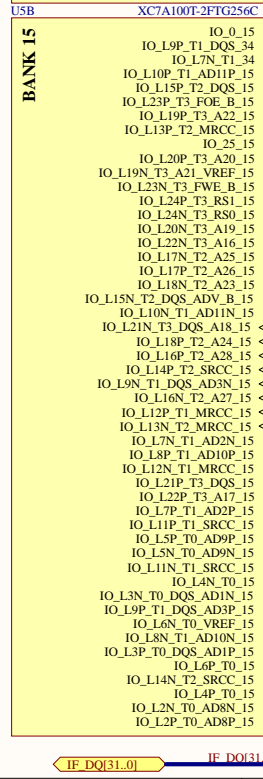 U5B XC7A100T-2FTG256C
BANK 15
IO_0_15
IO_L9P_T1_DQS_34
IO_L7N_T1_34
IO_L10P_T1_AD11P_15
IO_L15P_T2_DQS_15
IO_L23P_T3_FOE_B_15
IO_L19P_T3_A22_15
IO_L13P_T2_MRCC_15
IO_25_15
IO_L20P_T3_A20_15
IO_L19N_T3_A21_VREF_15
IO_L23N_T3_FWE_B_15
IO_L24P_T3_RS1_15
IO_L24N_T3_RS0_15
IO_L20N_T3_A19_15
IO_L22N_T3_A16_15
IO_L17N_T2_A25_15
IO_L17P_T2_A26_15
IO_L18N_T2_A23_15
IO_L15N_T2_DQS_ADV_B_15
IO_L10N_T1_AD11N_15
IO_L21N_T3_DQS_A18_15
IO_L18P_T2_A24_15
IO_L16P_T2_A28_15
IO_L14P_T2_SRCC_15
IO_L9N_T1_DQS_AD3N_15
IO_L16N_T2_A27_15
IO_L12P_T1_MRCC_15
IO_L13N_T2_MRCC_15
IO_L7N_T1_AD2N_15
IO_L8P_T1_AD10P_15
IO_L12N_T1_MRCC_15
IO_L21P_T3_DQS_15
IO_L22P_T3_A17_15
IO_L7P_T1_AD2P_15
IO_L11P_T1_SRCC_15
IO_L5P_T0_AD9P_15
IO_L5N_T0_AD9N_15
IO_L11N_T1_SRCC_15
IO_L4N_T0_15
IO_L3N_T0_DQS_AD1N_15
IO_L9P_T1_DQS_AD3P_15
IO_L6N_T0_VREF_15
IO_L8N_T1_AD10N_15
IO_L3P_T0_DQS_AD1P_15
IO_L6P_T0_15
IO_L14N_T2_SRCC_15
IO_L4P_T0_15
IO_L2N_T0_AD8N_15
IO_L2P_T0_AD8P_15
IF_DQ[31..0] IF_DQ[31